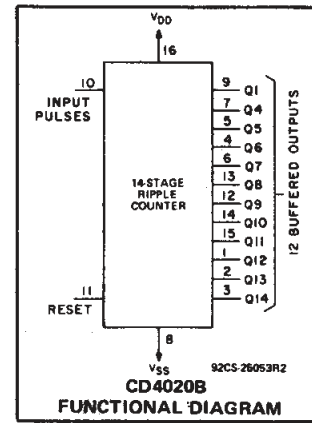 VDD
16
10
INPUT
PULSES
9 Q1
7 Q4
5 Q5
4 Q6
6 Q7
13 Q8
12 Q9
14 Q10
15 Q11
1 Q12
2 Q13
3 Q14
12 BUFFERED OUTPUTS
14-STAGE
RIPPLE
COUNTER
11
RESET
8
VSS
92CS-26053R2
CD4020B
FUNCTIONAL DIAGRAM